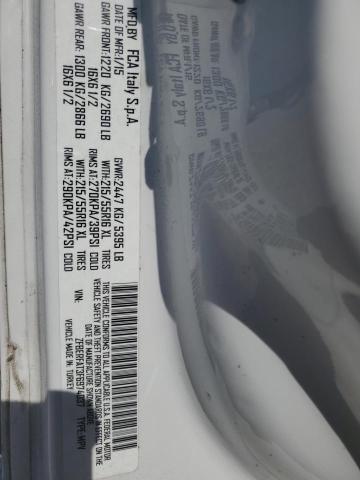 MFD BY FCA Italy S.p.A.
DATE OF MFR:1/15 GVWR:2447 KG/5395 LB
GAWR FRONT:1220 KG/2690 LB WITH:215/55R16 XL TIRES
16X6 1/2 RIMS AT:270KPA/39PSI COLD
GAWR REAR: 1300 KG/2866 LB WITH:215/55R16 XL TIRES
16X6 1/2 RIMS AT:290KPA/42PSI COLD
THIS VEHICLE CONFORMS TO ALL APPLICABLE U.S.A. FEDERAL MOTOR
VEHICLE SAFETY AND THEFT PREVENTION STANDARDS IN EFFECT ON THE
DATE OF MANUFACTURE SHOWN ABOVE.
VIN: TYPE:MPV
VEHICLE MADE IN: TURKEY